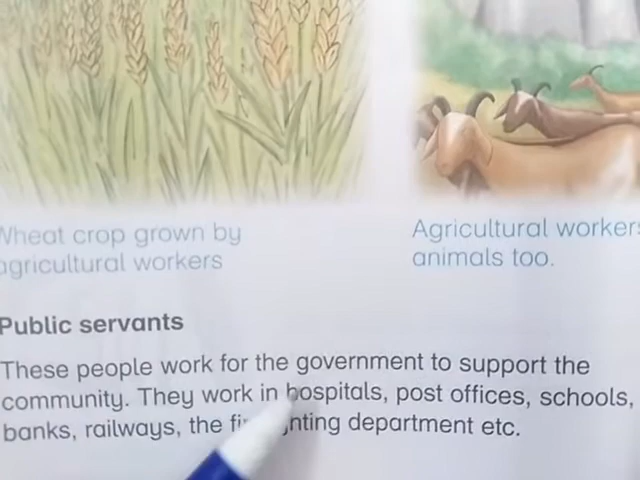 Wheat crop grown by
agricultural workers
Agricultural workers
animals too.
Public servants
These people work for the government to support the
community. They work in hospitals, post offices, schools,
banks, railways, the firefighting department etc.